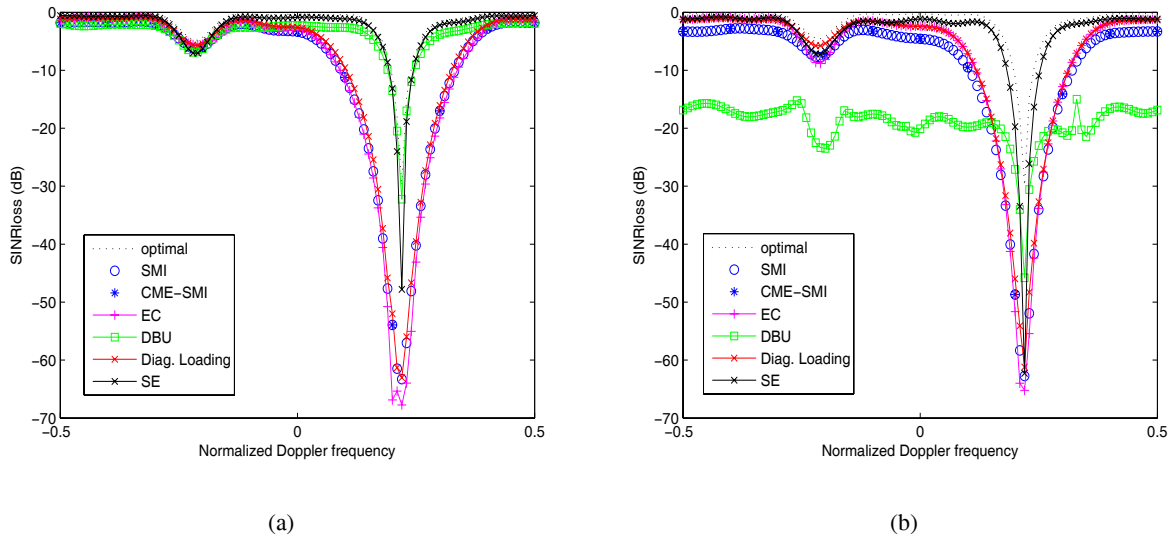 0
−10
−20
−30
−40
−50
−60
−70
SINRloss (dB)
optimal
SMI
CME−SMI
EC
DBU
Diag. Loading
SE
−0.5
0
0.5
Normalized Doppler frequency
(a)
0
−10
−20
−30
−40
−50
−60
−70
SINRloss (dB)
optimal
SMI
CME−SMI
EC
DBU
Diag. Loading
SE
−0.5
0
0.5
Normalized Doppler frequency
(b)